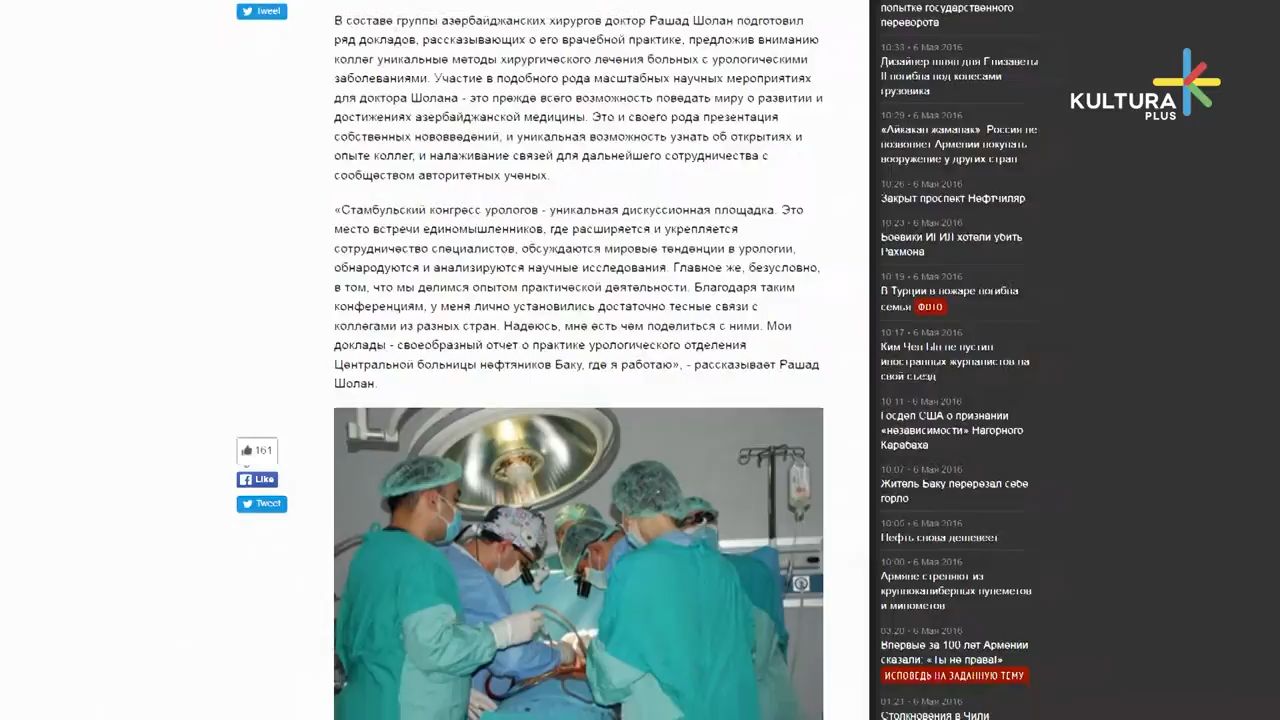 Tweet
В составе группы азербайджанских хирургов доктор Рашад Шолан подготовил
ряд докладов, рассказывающих о его врачебной практике, предложив вниманию
коллег уникальные методы хирургического лечения больных с урологическими
заболеваниями. Участие в подобного рода масштабных научных мероприятиях
для доктора Шолана - это прежде всего возможность поведать миру о развитии и
достижениях азербайджанской медицины. Это и своего рода презентация
собственных нововведений, и уникальная возможность узнать об открытиях и
опыте коллег, и налаживание связей для дальнейшего сотрудничества с
сообществом авторитетных ученых.
«Стамбульский конгресс урологов - уникальная дискуссионная площадка. Это
место встречи единомышленников, где расширяется и укрепляется
сотрудничество специалистов, обсуждаются мировые тенденции в урологии,
обнародуются и анализируются научные исследования. Главное же, безусловно,
в том, что мы делимся опытом практической деятельности. Благодаря таким
конференциям, у меня лично установились достаточно тесные связи с
коллегами из разных стран. Надеюсь, мне есть чем поделиться с ними. Мои
доклады - своеобразный отчет о практике урологического отделения
Центральной больницы нефтяников Баку, где я работаю», - рассказывает Рашад
Шолан.
161
Like
Tweet
попытке государственного
переворота
10:33 - 6 Мая 2016
Дизайнер шляп для Елизаветы
II погибла под колесами
грузовика
10:29 - 6 Мая 2016
«Айкакан жаманак»: Россия не
позволяет Армении покупать
вооружение у других стран
10:26 - 6 Мая 2016
Закрыт проспект Нефтчиляр
10:23 - 6 Мая 2016
Боевики ИГИЛ хотели убить
Рахмона
10:19 - 6 Мая 2016
В Турции в пожаре погибла
семья ФОТО
10:17 - 6 Мая 2016
Ким Чен Ын не пустил
иностранных журналистов на
свой съезд
10:11 - 6 Мая 2016
Госдеп США о признании
«независимости» Нагорного
Карабаха
10:07 - 6 Мая 2016
Житель Баку перерезал себе
горло
10:06 - 6 Мая 2016
Нефть снова дешевеет
10:00 - 6 Мая 2016
Армяне стреляют из
крупнокалиберных пулеметов
и минометов
03:20 - 6 Мая 2016
Впервые за 100 лет Армении
сказали: «Ты не права!»
ИСПОВЕДЬ НА ЗАДАННУЮ ТЕМУ
01:21 - 6 Мая 2016
Столкновения в Чили
KULTURA
PLUS